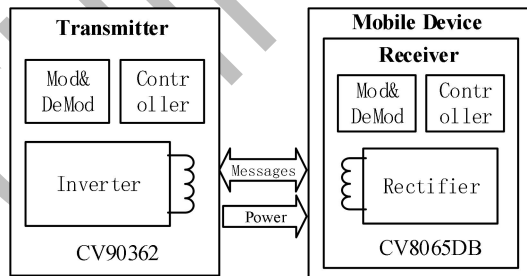 Transmitter
Mod&
DeMod
Contr
oller
Inverter
CV90362
Messages
Power
Mobile Device
Receiver
Mod&
DeMod
Contr
oller
Rectifier
CV8065DB